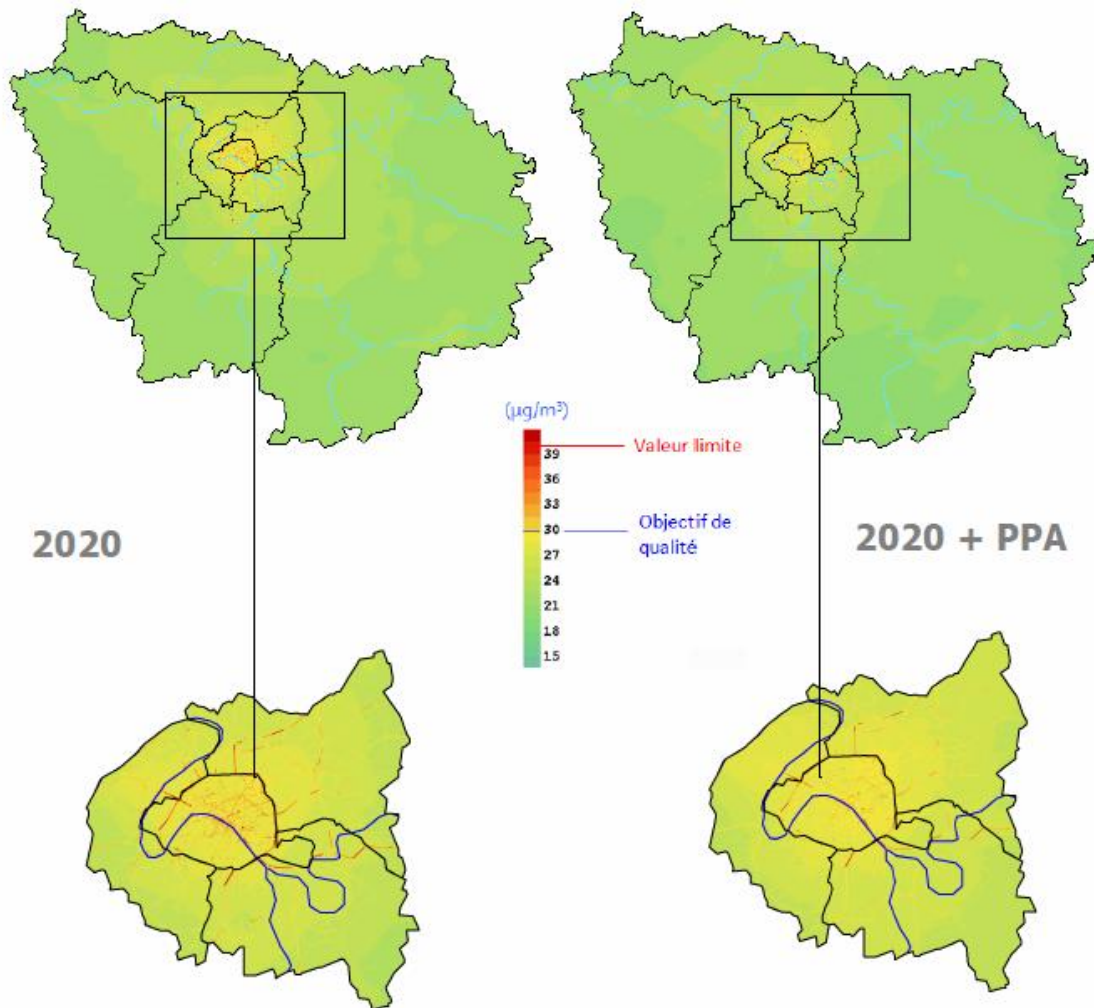 (µg/m³)
39
Valeur limite
36
33
30
Objectif de
qualité
27
24
21
18
15
2020
2020 + PPA